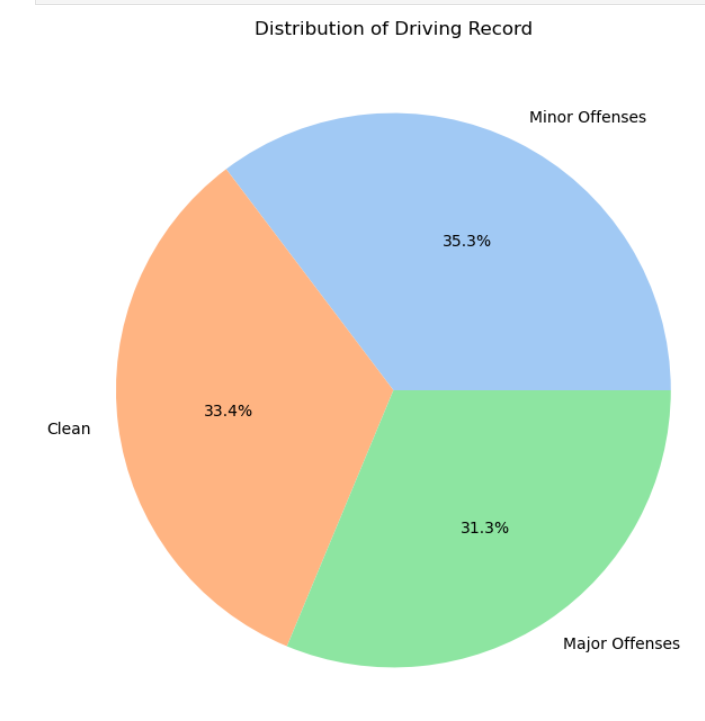 Distribution of Driving Record
Minor Offenses
35.3%
33.4%
Clean
31.3%
Major Offenses